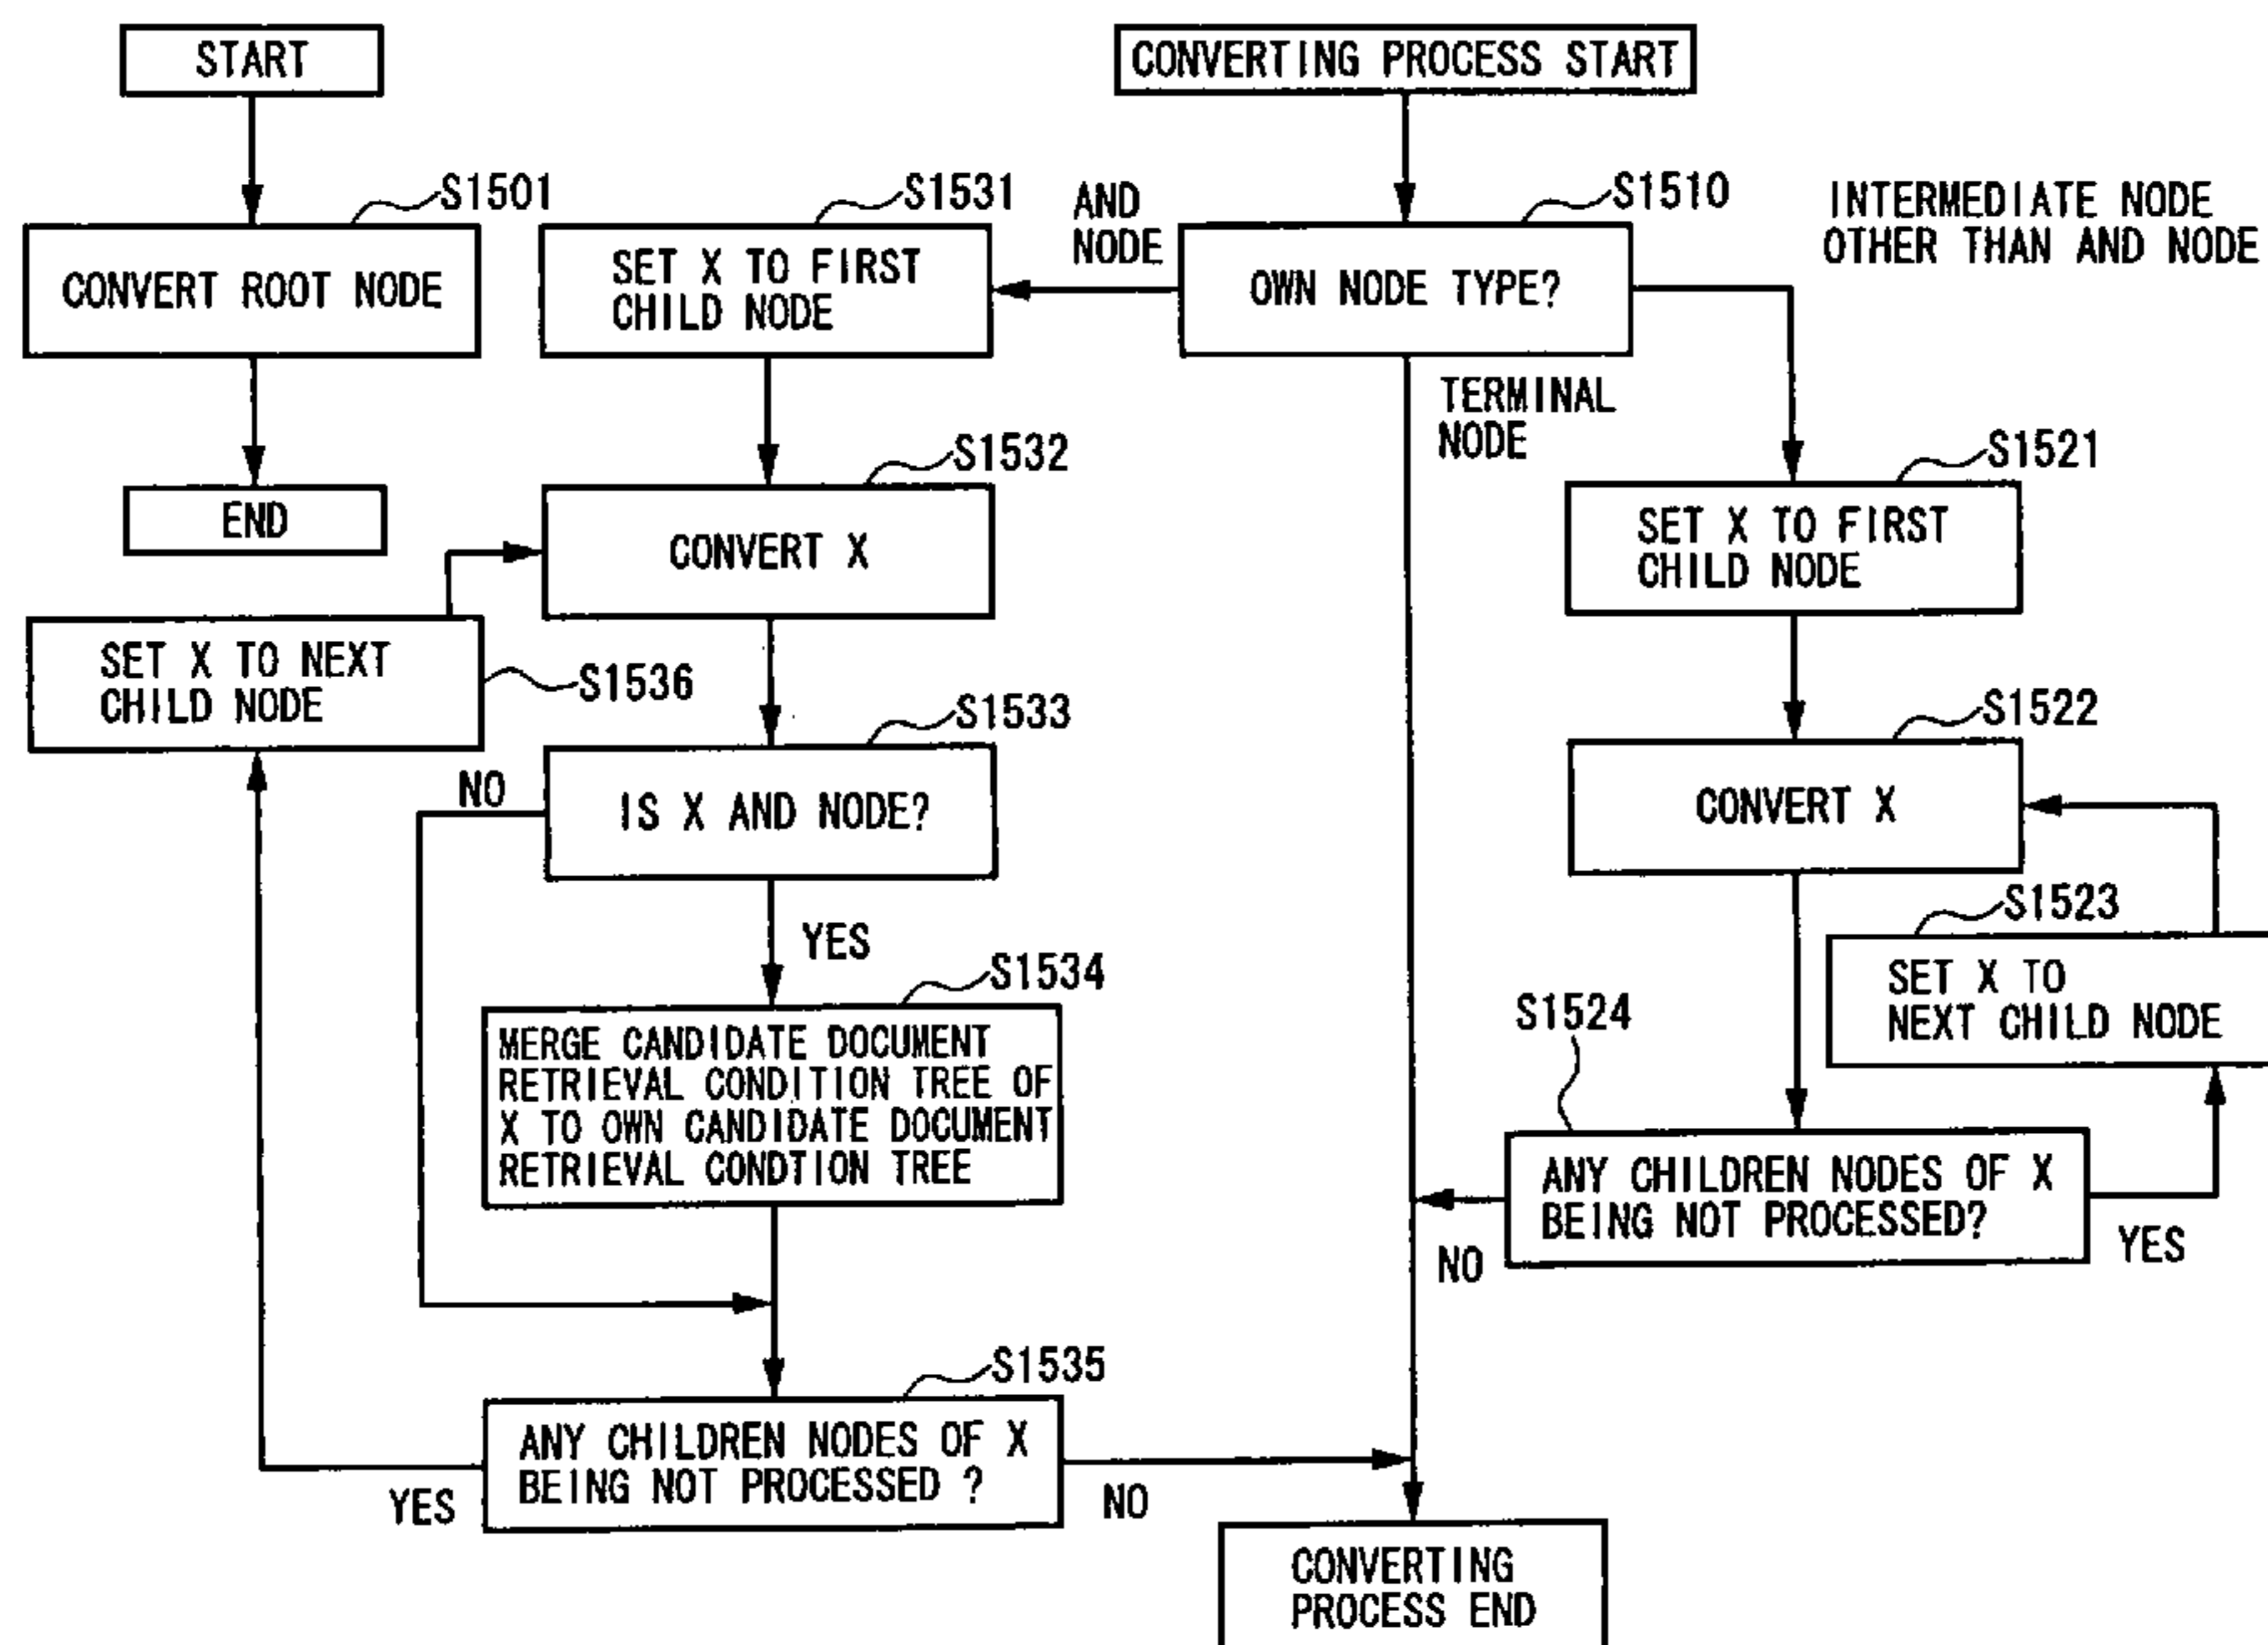 START
CONVERTING PROCESS START
S1501
S1531
AND
NODE
S1510
INTERMEDIATE NODE
OTHER THAN AND NODE
CONVERT ROOT NODE
SET X TO FIRST
CHILD NODE
OWN NODE TYPE?
TERMINAL
NODE
S1532
S1521
END
CONVERT X
SET X TO FIRST
CHILD NODE
SET X TO NEXT
CHILD NODE
S1536
S1533
S1522
NO
IS X AND NODE?
CONVERT X
YES
S1523
S1534
S1524
SET X TO
NEXT CHILD NODE
MERGE CANDIDATE DOCUMENT
RETRIEVAL CONDITION TREE OF
X TO OWN CANDIDATE DOCUMENT
RETRIEVAL CONDTION TREE
ANY CHILDREN NODES OF X
BEING NOT PROCESSED?
NO
YES
S1535
ANY CHILDREN NODES OF X
BEING NOT PROCESSED ?
YES
NO
CONVERTING
PROCESS END